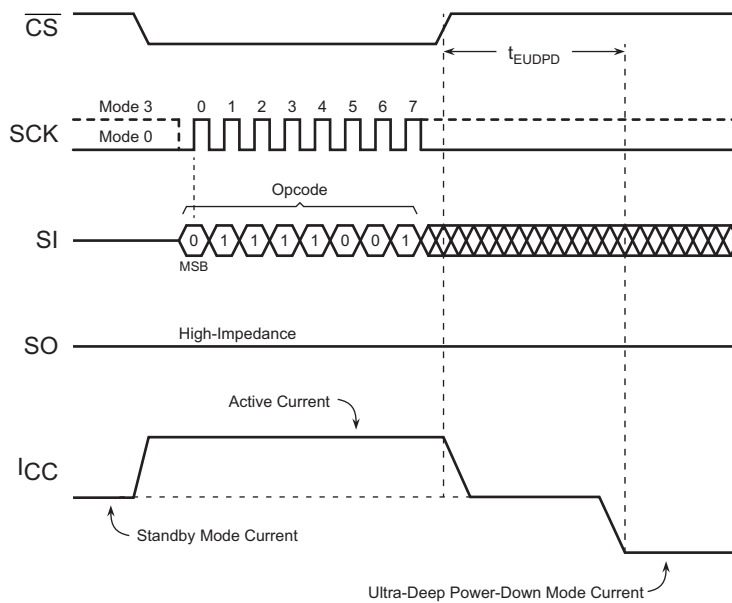 CS
t_EUDPD
Mode 3
0 1 2 3 4 5 6 7
SCK
Mode 0
Opcode
SI
0 1 1 1 1 0 0 1
MSB
High-Impedance
SO
Active Current
ICC
Standby Mode Current
Ultra-Deep Power-Down Mode Current